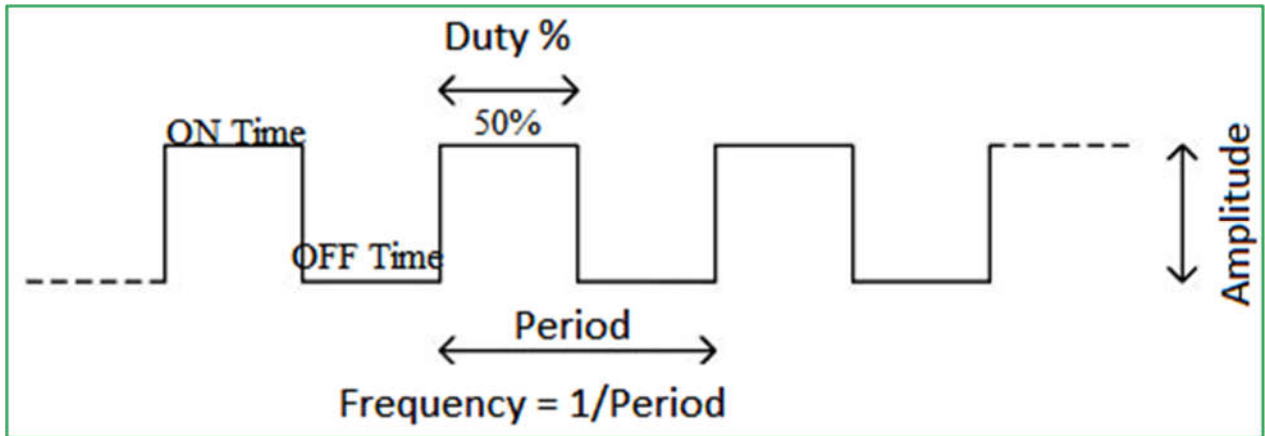 Duty %
50%
ON Time
OFF Time
Amplitude
Period
Frequency = 1/Period